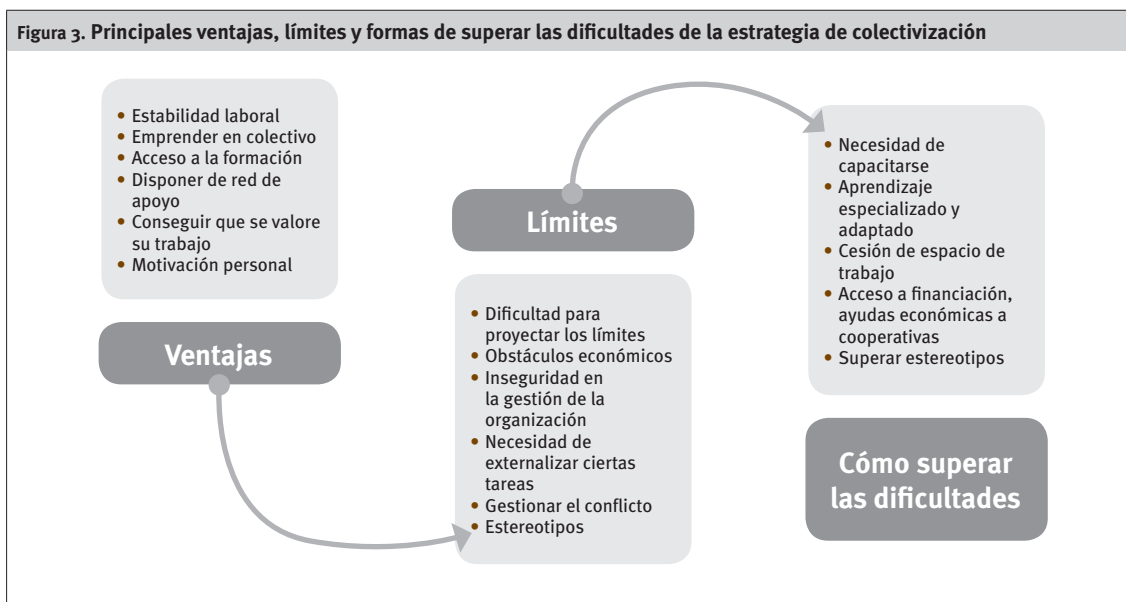 Figura 3. Principales ventajas, límites y formas de superar las dificultades de la estrategia de colectivización
• Estabilidad laboral
• Emprender en colectivo
• Acceso a la formación
• Disponer de red de
apoyo
• Conseguir que se valore
su trabajo
• Motivación personal
Ventajas
Límites
• Dificultad para
proyectar los límites
• Obstáculos económicos
• Inseguridad en
la gestión de la
organización
• Necesidad de
externalizar ciertas
tareas
• Gestionar el conflicto
• Estereotipos
• Necesidad de
capacitarse
• Aprendizaje
especializado y
adaptado
• Cesión de espacio de
trabajo
• Acceso a financiación,
ayudas económicas a
cooperativas
• Superar estereotipos
Cómo superar
las dificultades